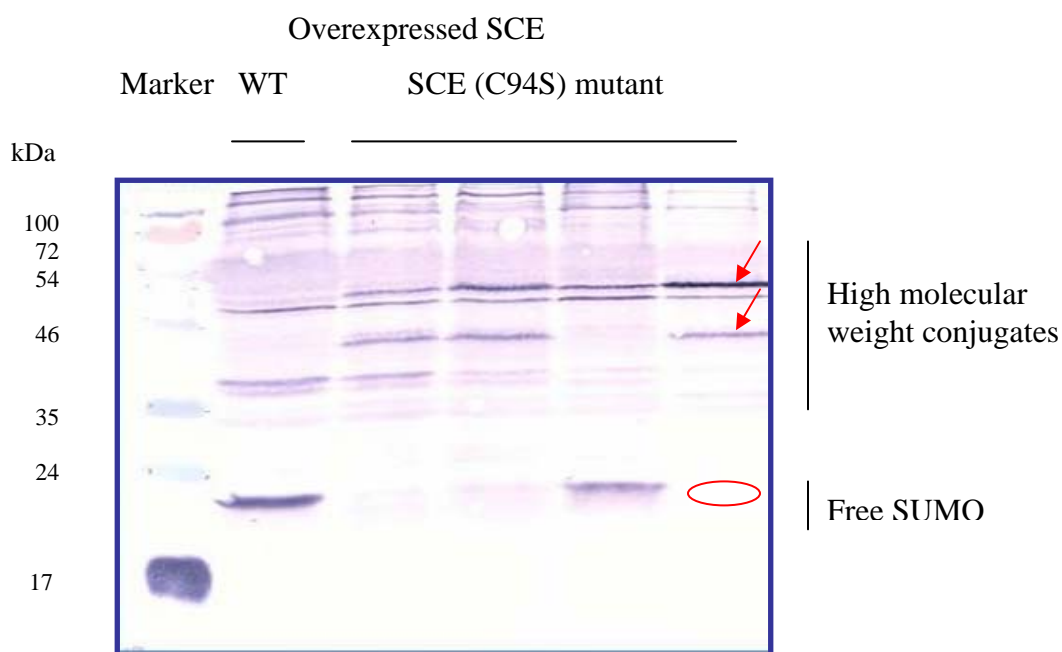 Overexpressed SCE
Marker WT SCE (C94S) mutant
kDa
100
72
54
46
35
24
17
High molecular
weight conjugates
Free SUMO